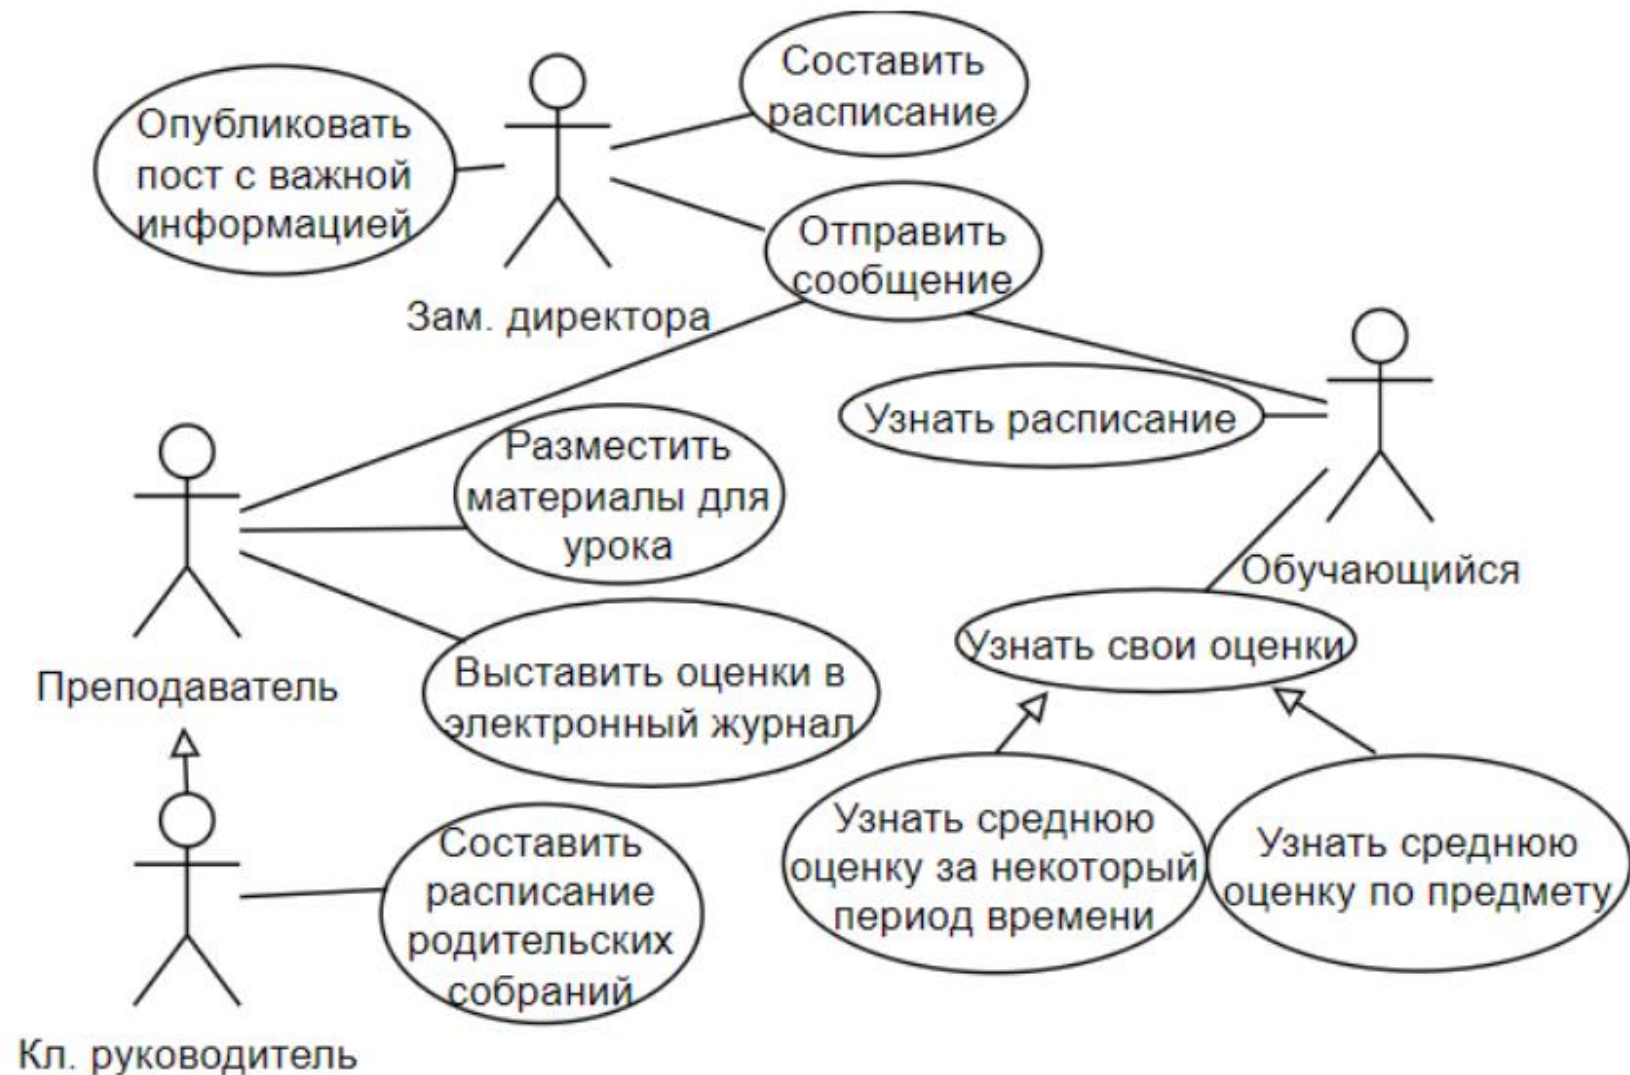 Составить
расписание
Опубликовать
пост с важной
информацией
Отправить
сообщение
Зам. директора
Узнать расписание
Разместить
материалы для
урока
Обучающийся
Узнать свои оценки
Преподаватель
Выставить оценки в
электронный журнал
Составить
расписание
родительских
собраний
Узнать среднюю
оценку за некоторый
период времени
Узнать среднюю
оценку по предмету
Кл. руководитель